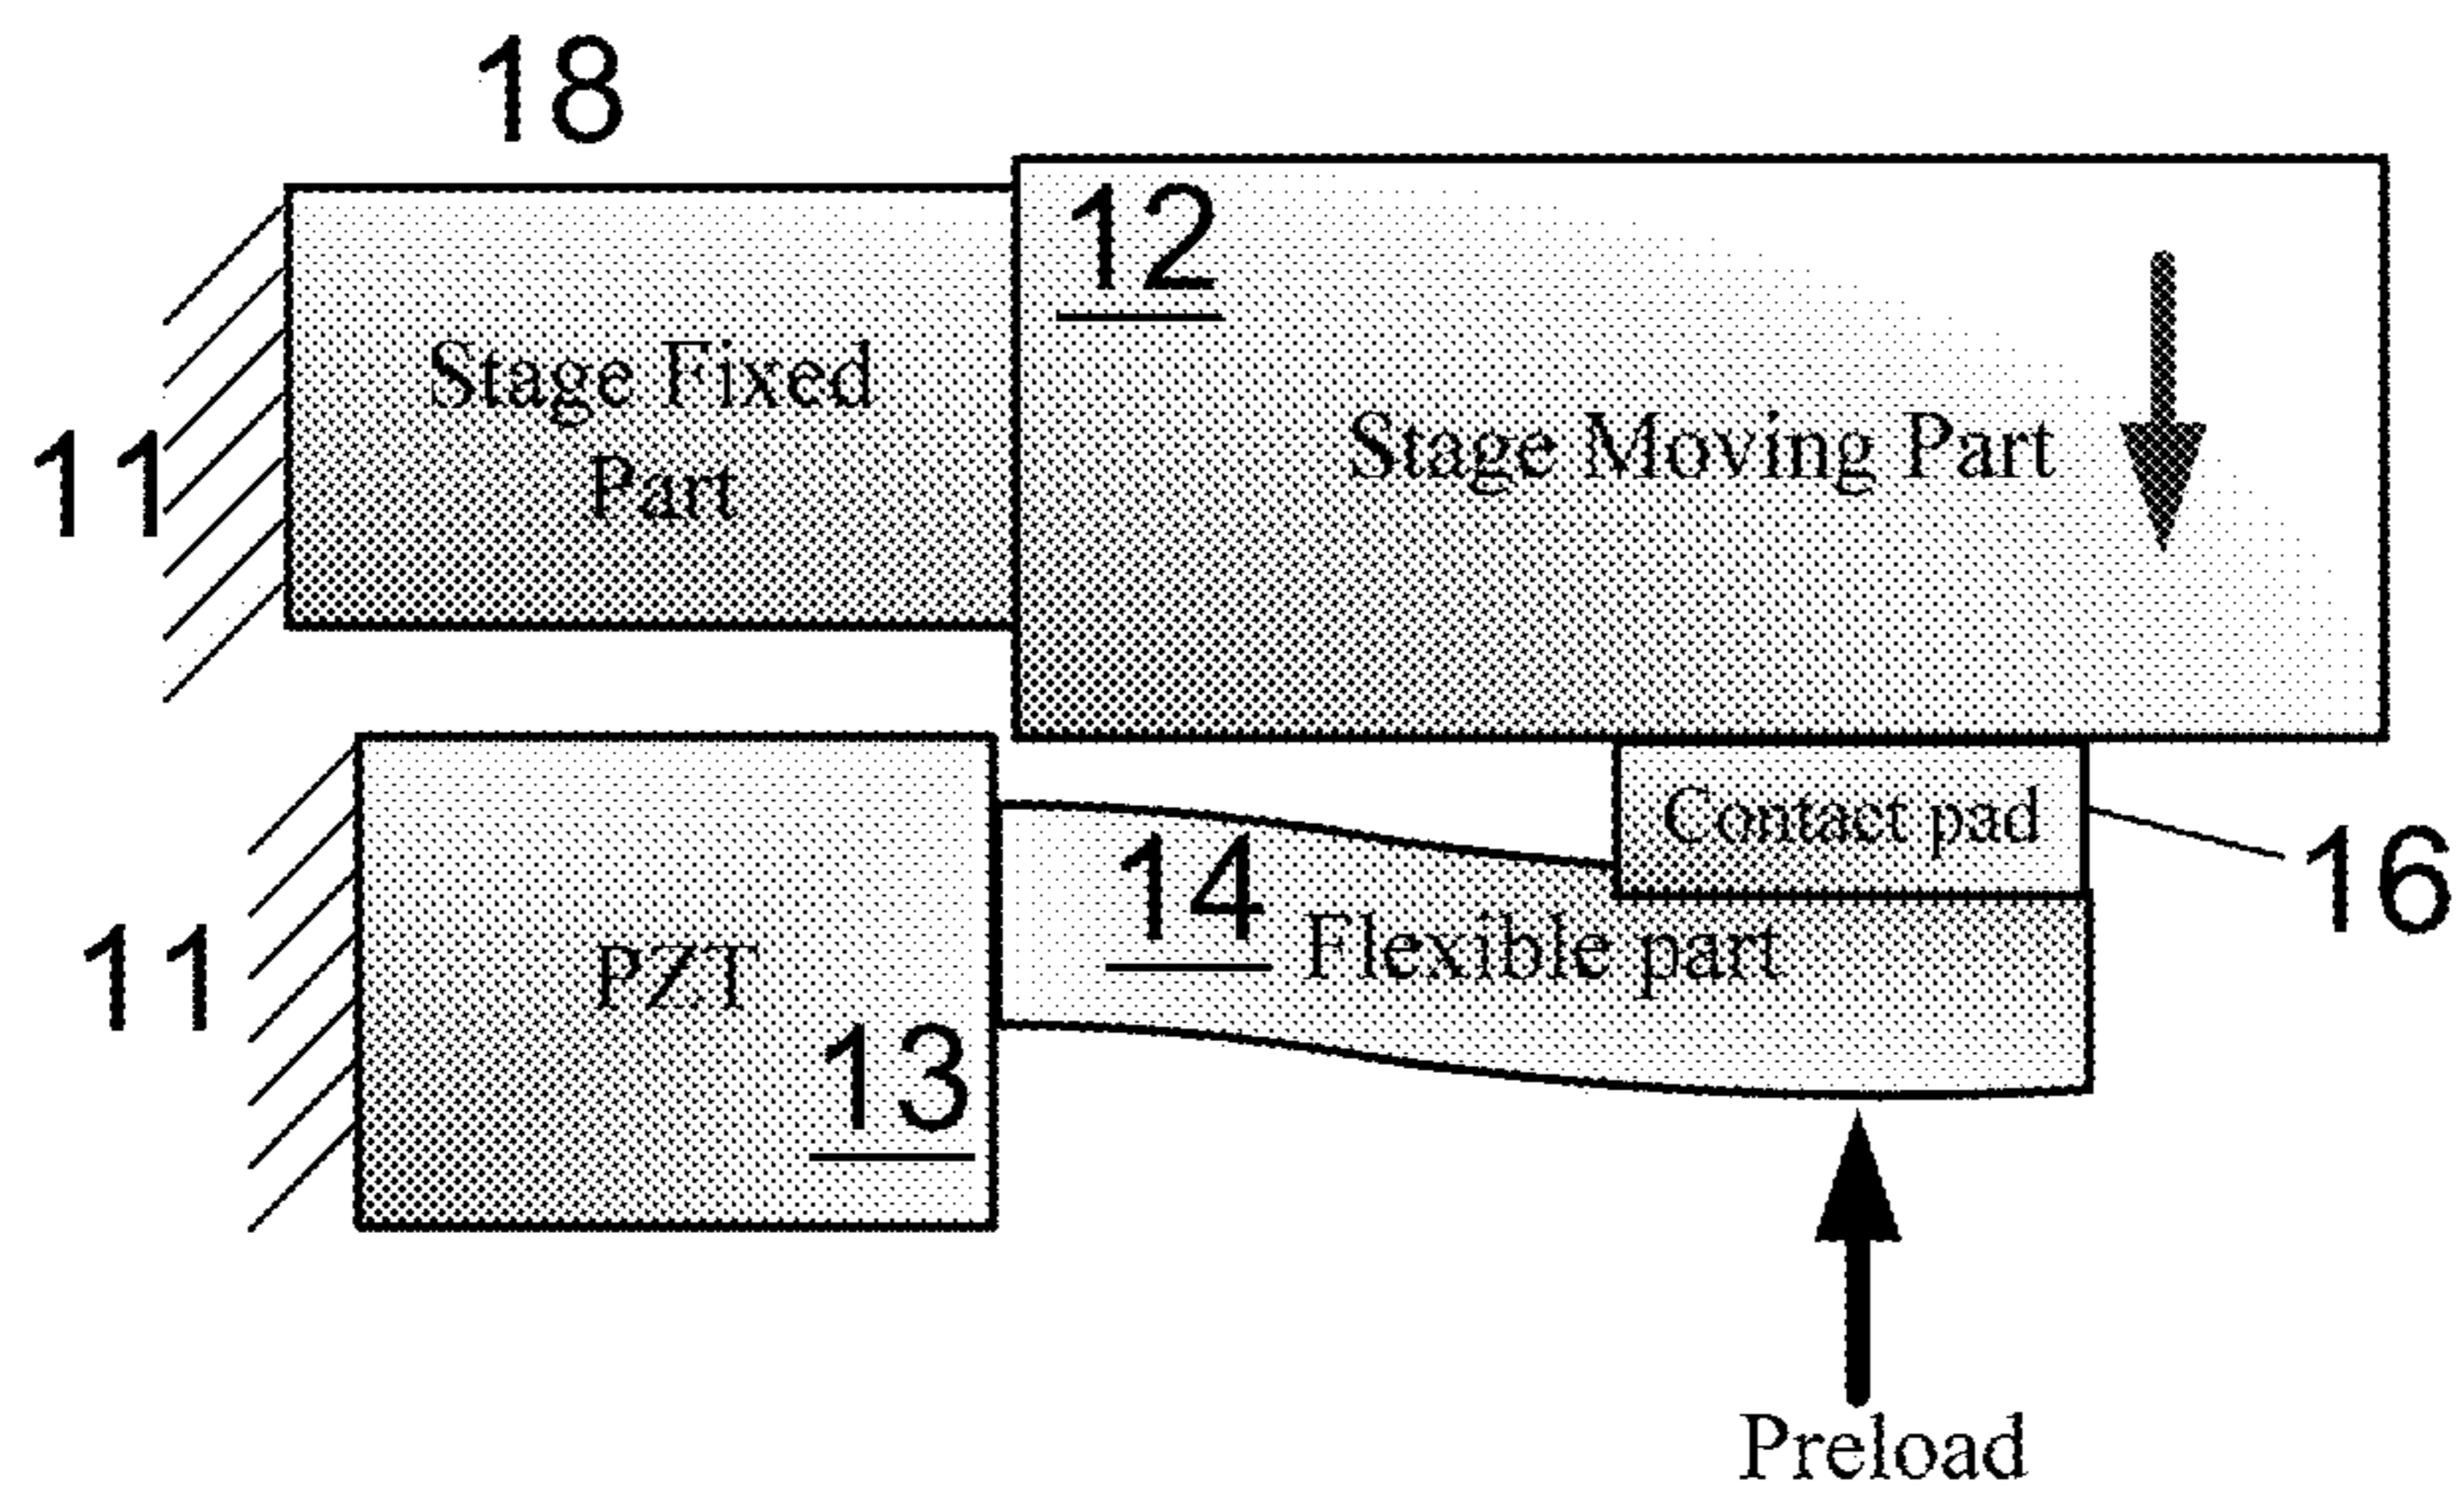 18
12
Stage Fixed
Part
Stage Moving Part
11
Contact pad
16
14
Flexible part
11
PZT
13
Preload